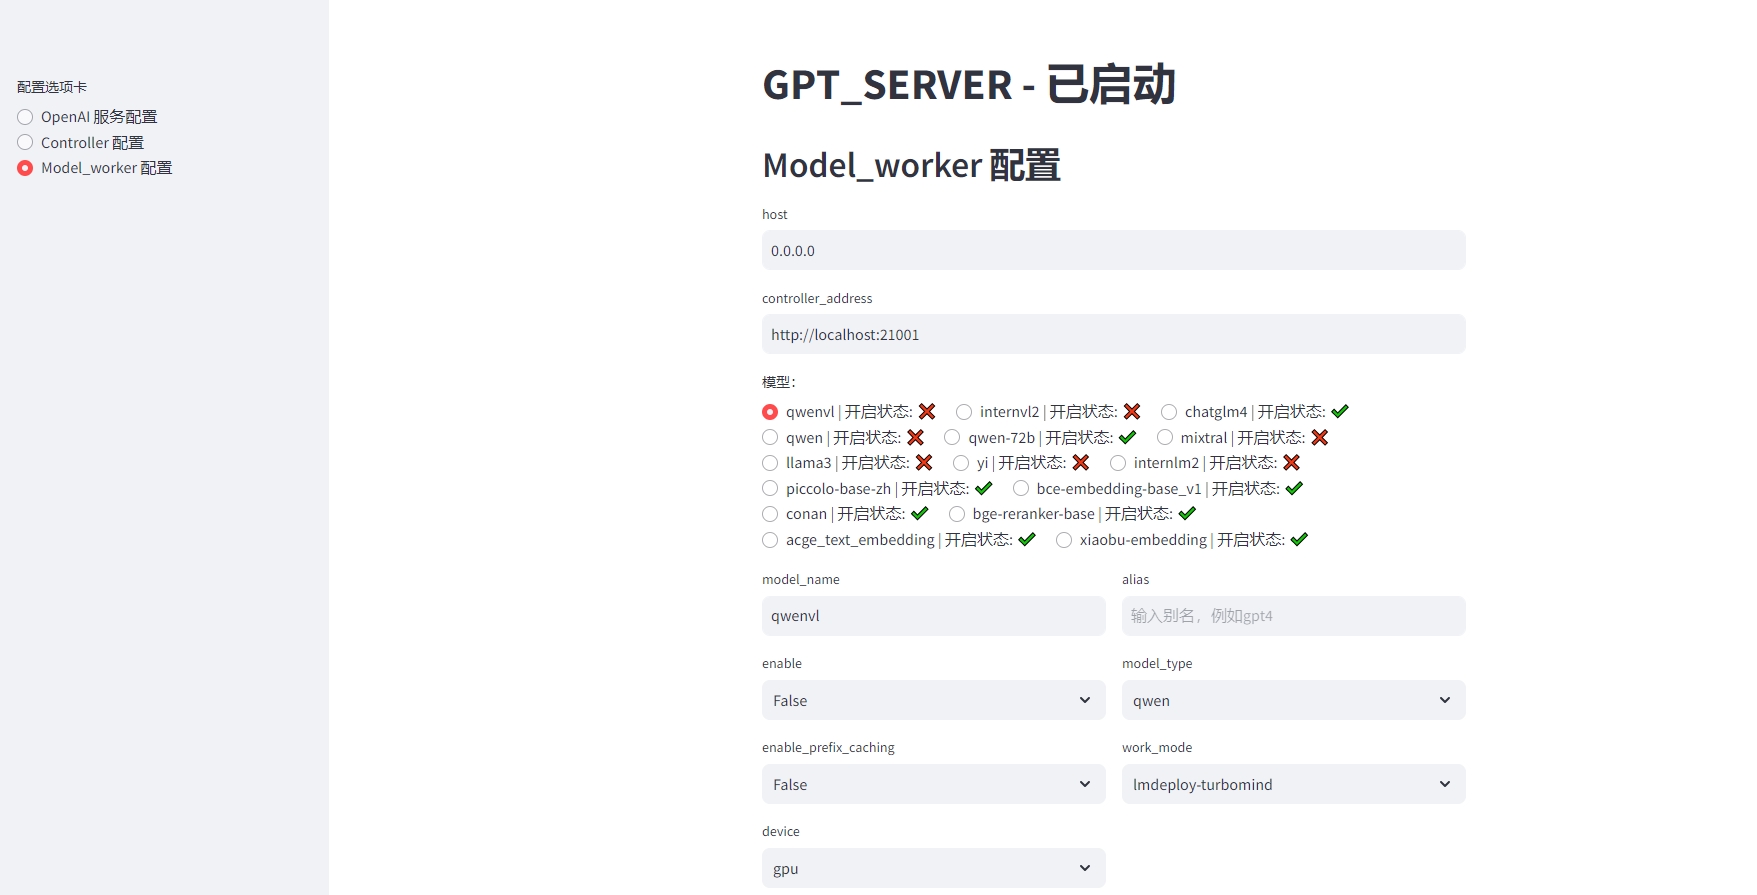 配置选项卡
OpenAI 服务配置
Controller 配置
Model_worker 配置
GPT_SERVER - 已启动
Model_worker 配置
host
0.0.0.0
controller_address
http://localhost:21001
模型：
qwenvl | 开启状态: ❌ internvl2 | 开启状态: ❌ chatglm4 | 开启状态: ✔
qwen | 开启状态: ❌ qwen-72b | 开启状态: ✔ mixtral | 开启状态: ❌
llama3 | 开启状态: ❌ yi | 开启状态: ❌ internlm2 | 开启状态: ❌
piccolo-base-zh | 开启状态: ✔ bce-embedding-base_v1 | 开启状态: ✔
conan | 开启状态: ✔ bge-reranker-base | 开启状态: ✔
acge_text_embedding | 开启状态: ✔ xiaobu-embedding | 开启状态: ✔
model_name alias
qwenvl 输入别名，例如gpt4
enable model_type
False qwen
enable_prefix_caching work_mode
False lmdeploy-turbomind
device
gpu